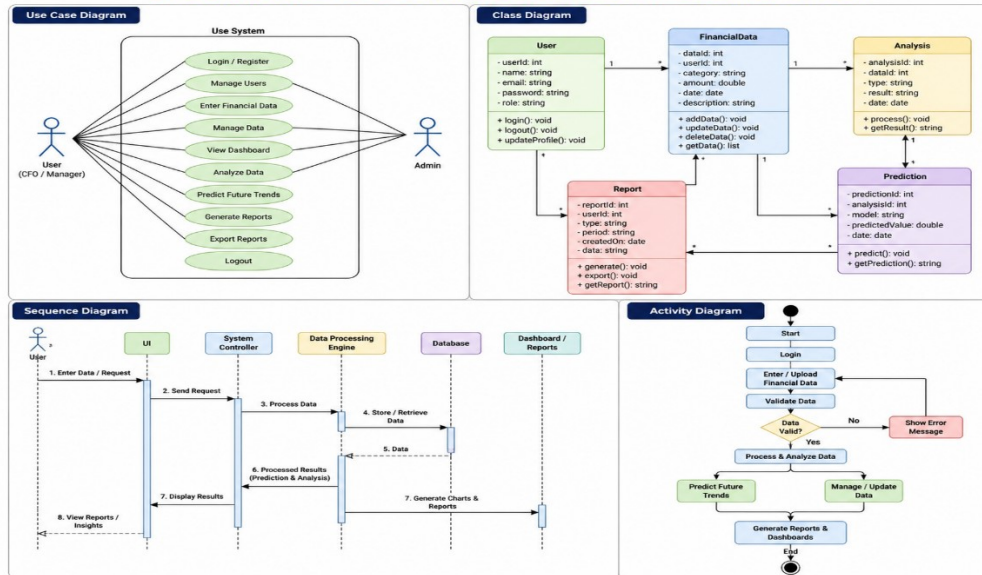 Use Case Diagram
Use System
Login / Register
Manage Users
Enter Financial Data
Manage Data
View Dashboard
Analyze Data
Predict Future Trends
Generate Reports
Export Reports
Logout
User
(CFO / Manager)
Admin
Class Diagram
User
- userId: int
- name: string
- email: string
- password: string
- role: string
+ login(): void
+ logout(): void
+ updateProfile(): void
1
*
FinancialData
- dataId: int
- userId: int
- category: string
- amount: double
- date: date
- description: string
+ addData(): void
+ updateData(): void
+ deleteData(): void
+ getData(): list
1
*
Analysis
- analysisId: int
- dataId: int
- type: string
- result: string
- date: date
+ process(): void
+ getResult(): string
1
1
Prediction
- predictionId: int
- analysisId: int
- model: string
- predictedValue: double
- date: date
+ predict(): void
+ getPrediction(): string
*
*
1
*
Report
- reportId: int
- userId: int
- type: string
- period: string
- createdOn: date
- data: string
+ generate(): void
+ export(): void
+ getReport(): string
*
*
*
Sequence Diagram
User
UI
System
Controller
Data Processing
Engine
Database
Dashboard /
Reports
1. Enter Data / Request
2. Send Request
3. Process Data
4. Store / Retrieve
Data
5. Data
6. Processed Results
(Prediction & Analysis)
7. Display Results
7. Generate Charts &
Reports
8. View Reports /
Insights
Activity Diagram
Start
Login
Enter / Upload
Financial Data
Validate Data
Data
Valid?
No
Show Error
Message
Yes
Process & Analyze Data
Predict Future
Trends
Manage / Update
Data
Generate Reports &
Dashboards
End